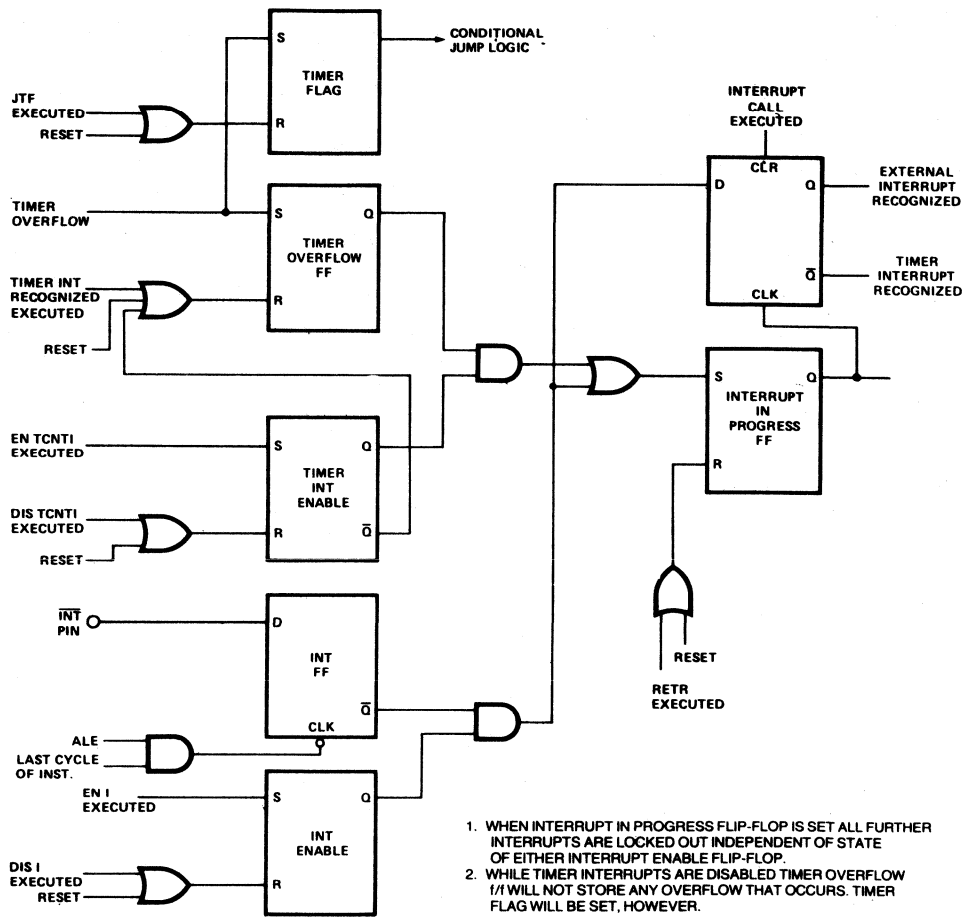 S
TIMER
FLAG
R
CONDITIONAL
JUMP LOGIC
JTF
EXECUTED
RESET
TIMER
OVERFLOW
S
Q
TIMER
OVERFLOW
FF
R
TIMER INT
RECOGNIZED
EXECUTED
RESET
EN TCNTI
EXECUTED
S
Q
TIMER
INT
ENABLE
R
Q̅
DIS TCNTI
EXECUTED
RESET
I̅N̅T̅
PIN
D
INT
FF
Q̅
CLK
ALE
LAST CYCLE
OF INST.
EN I
EXECUTED
S
Q
INT
ENABLE
R
DIS I
EXECUTED
RESET
INTERRUPT
CALL
EXECUTED
CLR
D
Q
EXTERNAL
INTERRUPT
RECOGNIZED
Q̅
TIMER
INTERRUPT
RECOGNIZED
CLK
S
Q
INTERRUPT
IN
PROGRESS
FF
R
RESET
RETR
EXECUTED
1. WHEN INTERRUPT IN PROGRESS FLIP-FLOP IS SET ALL FURTHER
INTERRUPTS ARE LOCKED OUT INDEPENDENT OF STATE
OF EITHER INTERRUPT ENABLE FLIP-FLOP.
2. WHILE TIMER INTERRUPTS ARE DISABLED TIMER OVERFLOW
f/f WILL NOT STORE ANY OVERFLOW THAT OCCURS. TIMER
FLAG WILL BE SET, HOWEVER.